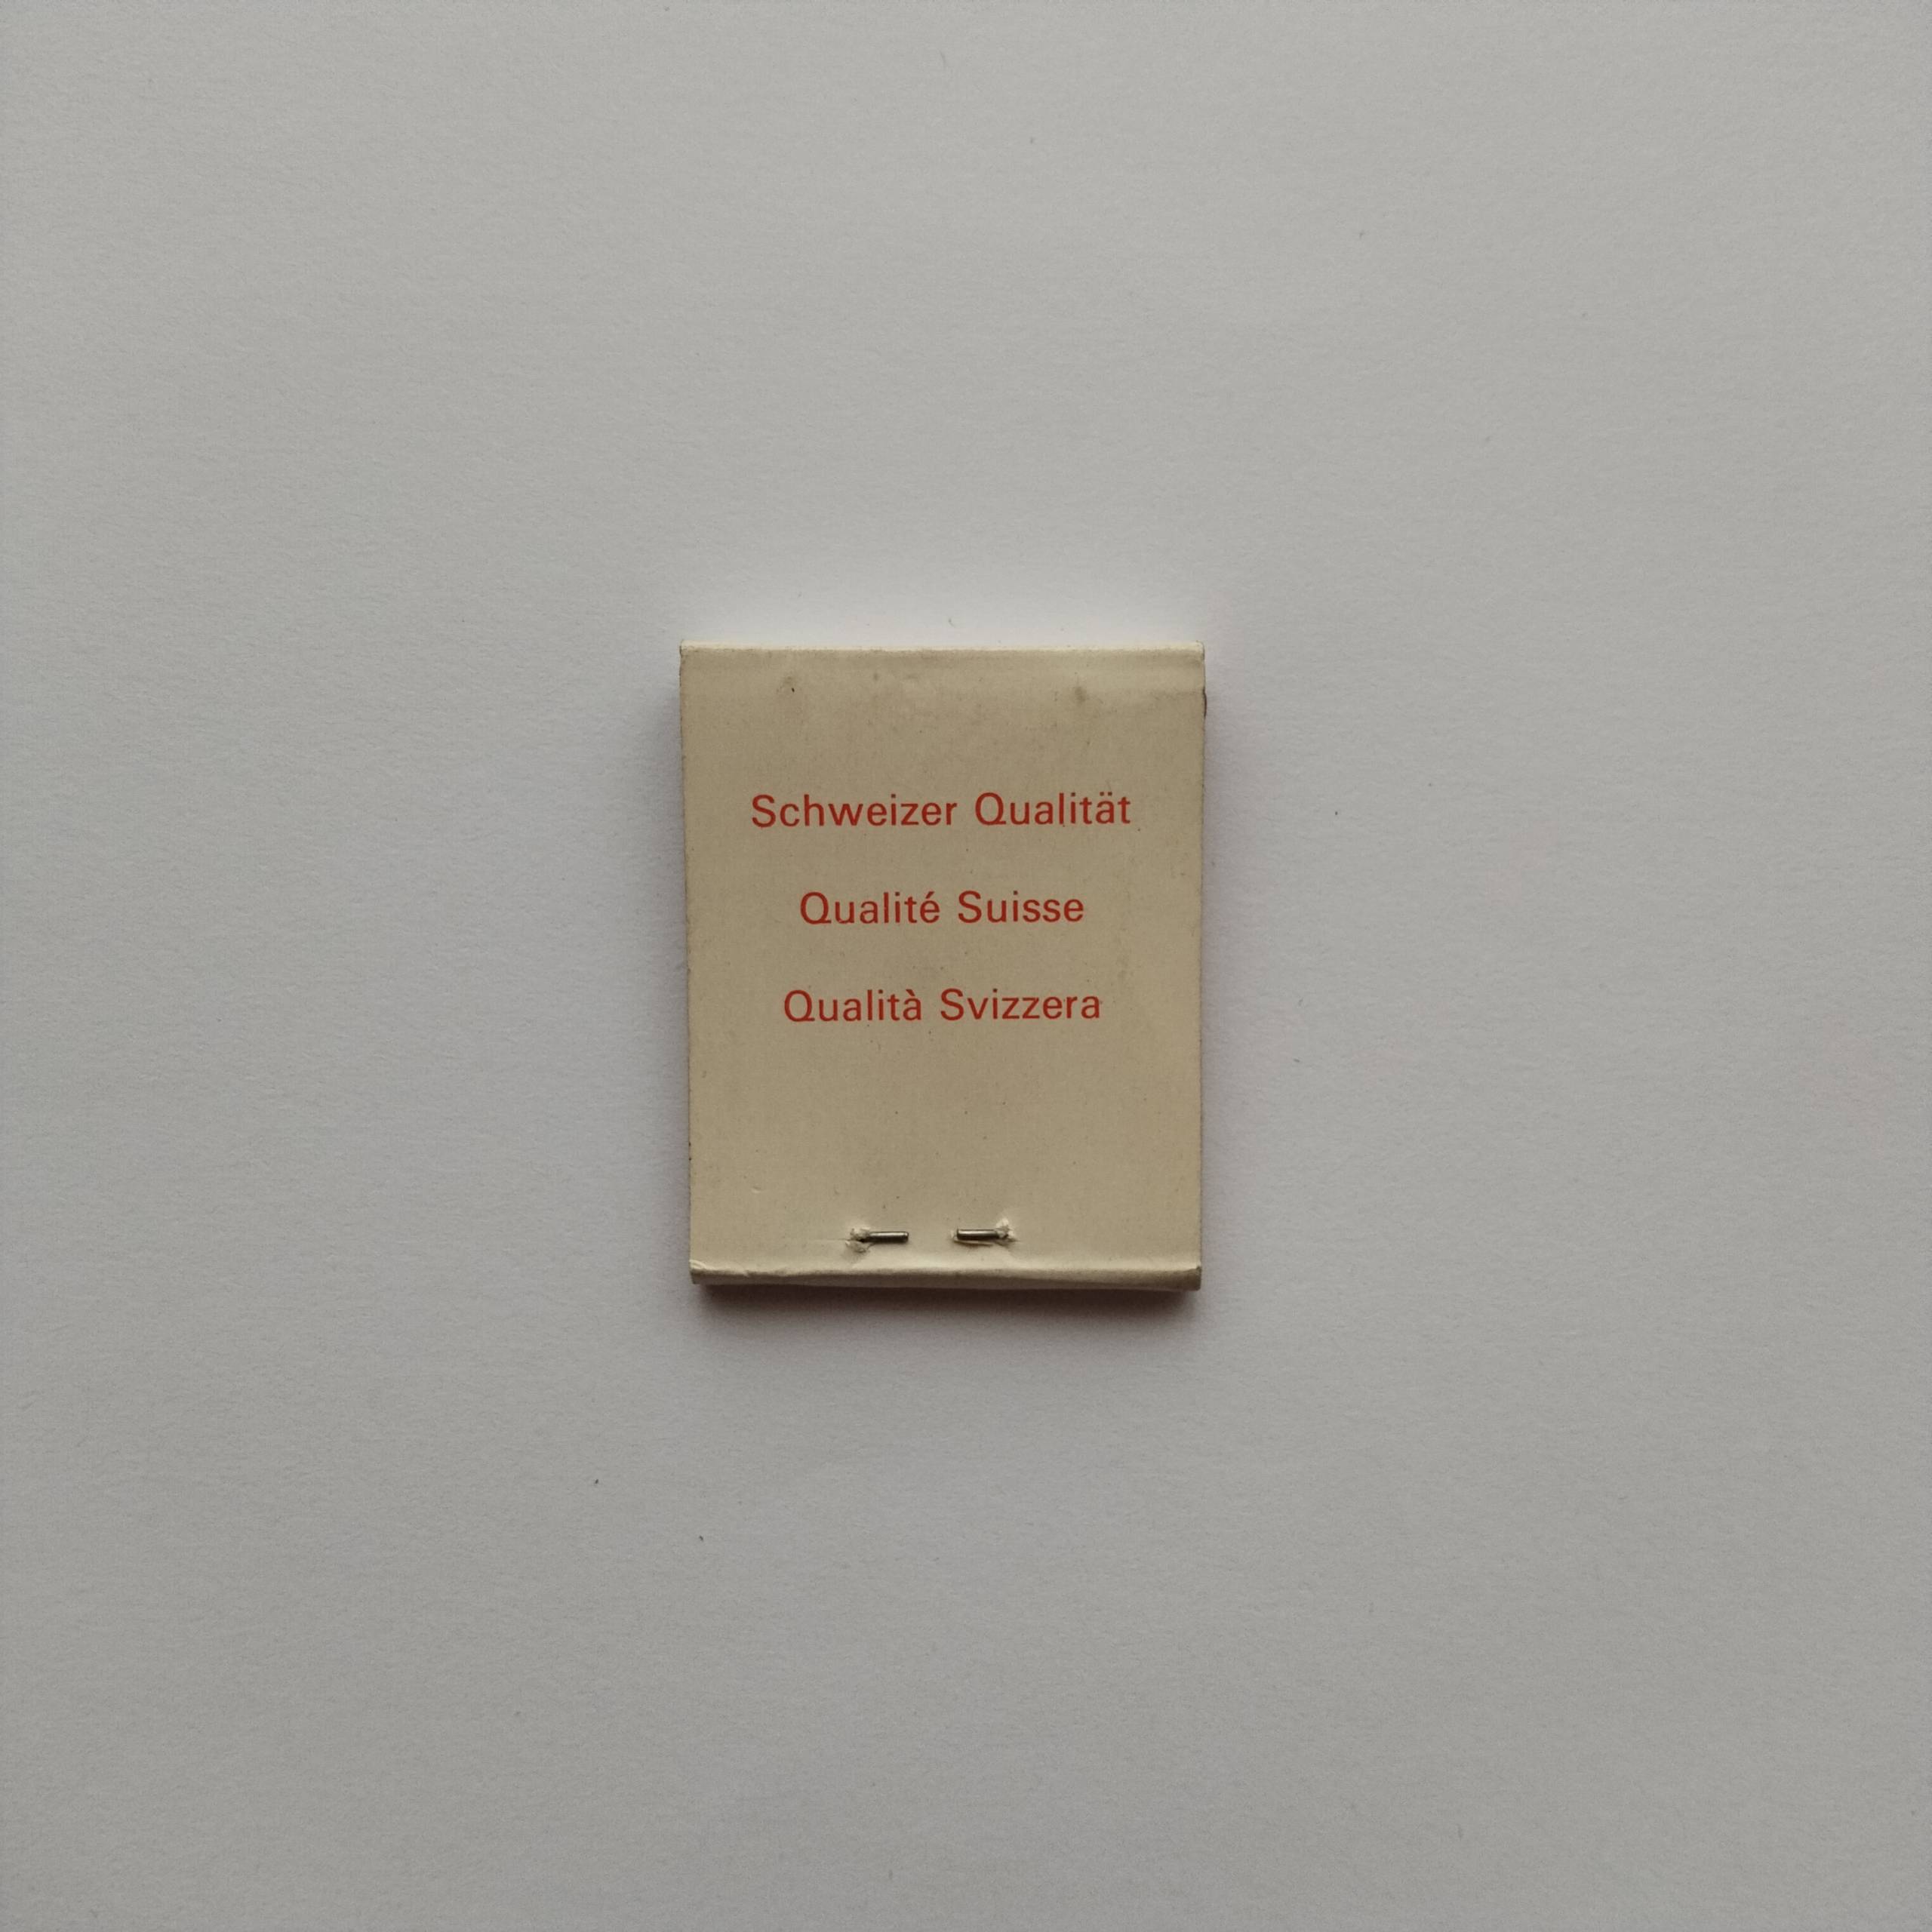 Schweizer Qualität
Qualité Suisse
Qualità Svizzera